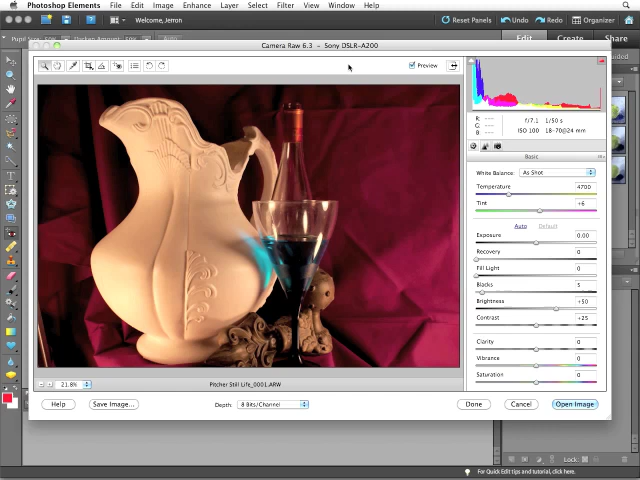 Photoshop Elements File Edit Image Enhance Layer Select Filter View Window Help
Welcome, Jerron Reset Panels Undo Redo Organizer
Edit Create Share
Camera Raw 6.3 - Sony DSLR-A200
Preview
R: ---
G: ---
B: ---
f/7.1 1/50 s
ISO 100 18-70@24 mm
Basic
White Balance: As Shot
Temperature 4700
Tint +6
Auto Default
Exposure 0.00
Recovery 0
Fill Light 0
Blacks 5
Brightness +50
Contrast +25
Clarity 0
Vibrance 0
Saturation 0
21.8% Pitcher Still Life_0001.ARW
Help Save Image... Depth: 8 Bits/Channel Done Cancel Open Image
Lock:
For Quick Edit tips and tutorial, click here.